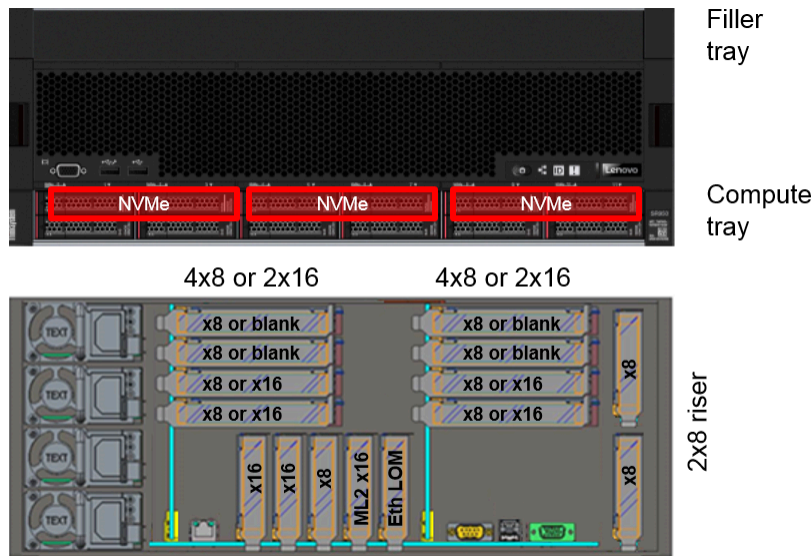 Filler
tray
Lenovo
NVMe
NVMe
NVMe
Compute
tray
4x8 or 2x16
4x8 or 2x16
x8 or blank
x8 or blank
x8 or blank
x8 or blank
x8 or x16
x8 or x16
x8 or x16
x8 or x16
x8
x8
2x8 riser
x16
x16
x8
ML2 x16
Eth LOM
TEXT
TEXT
TEXT
TEXT